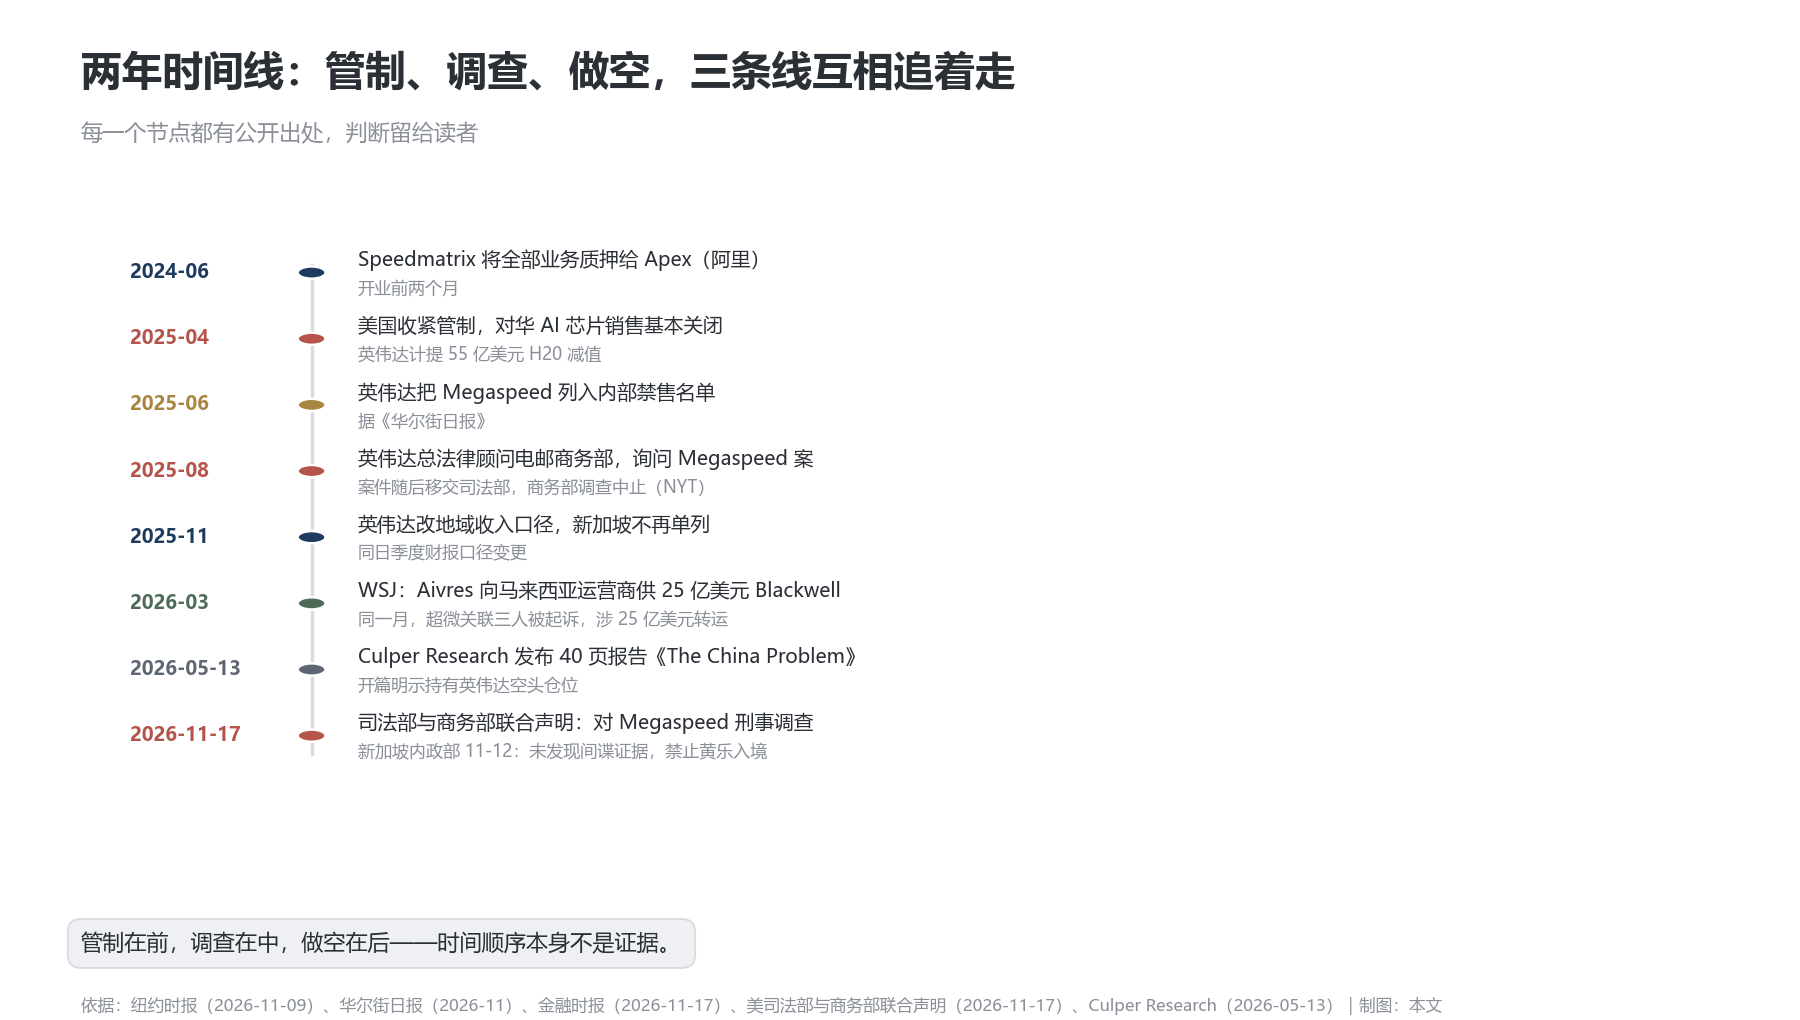 两年时间线：管制、调查、做空，三条线互相追着走
每一个节点都有公开出处，判断留给读者
2024-06
Speedmatrix 将全部业务质押给 Apex（阿里）
开业前两个月
2025-04
美国收紧管制，对华 AI 芯片销售基本关闭
英伟达计提 55 亿美元 H20 减值
2025-06
英伟达把 Megaspeed 列入内部禁售名单
据《华尔街日报》
2025-08
英伟达总法律顾问电邮商务部，询问 Megaspeed 案
案件随后移交司法部，商务部调查中止（NYT）
2025-11
英伟达改地域收入口径，新加坡不再单列
同日季度财报口径变更
2026-03
WSJ：Aivres 向马来西亚运营商供 25 亿美元 Blackwell
同一月，超微关联三人被起诉，涉 25 亿美元转运
2026-05-13
Culper Research 发布 40 页报告《The China Problem》
开篇明示持有英伟达空头仓位
2026-11-17
司法部与商务部联合声明：对 Megaspeed 刑事调查
新加坡内政部 11-12：未发现间谍证据，禁止黄乐入境
管制在前，调查在中，做空在后——时间顺序本身不是证据。
依据：纽约时报（2026-11-09）、华尔街日报（2026-11）、金融时报（2026-11-17）、美司法部与商务部联合声明（2026-11-17）、Culper Research（2026-05-13）｜制图：本文